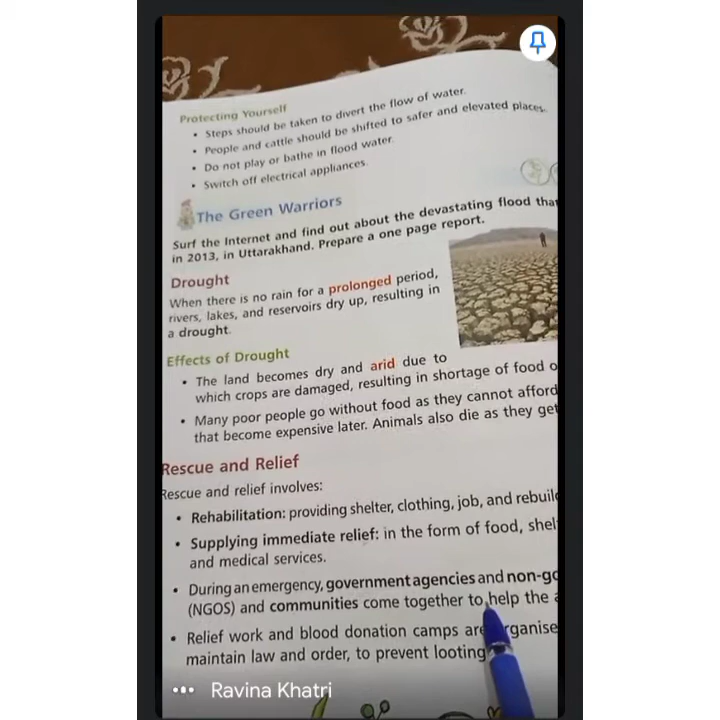 Protecting Yourself
• Steps should be taken to divert the flow of water.
• People and cattle should be shifted to safer and elevated places.
• Do not play or bathe in flood water.
• Switch off electrical appliances.
The Green Warriors
Surf the Internet and find out about the devastating flood that
in 2013, in Uttarakhand. Prepare a one page report.
Drought
When there is no rain for a prolonged period,
rivers, lakes, and reservoirs dry up, resulting in
a drought.
Effects of Drought
• The land becomes dry and arid due to
which crops are damaged, resulting in shortage of food
• Many poor people go without food as they cannot afford
that become expensive later. Animals also die as they get
Rescue and Relief
Rescue and relief involves:
• Rehabilitation: providing shelter, clothing, job, and
• Supplying immediate relief: in the form of food,
and medical services.
• During an emergency, government agencies and
(NGOS) and communities come together to help the
• Relief work and blood donation camps are
maintain law and order, to prevent looting
••• Ravina Khatri